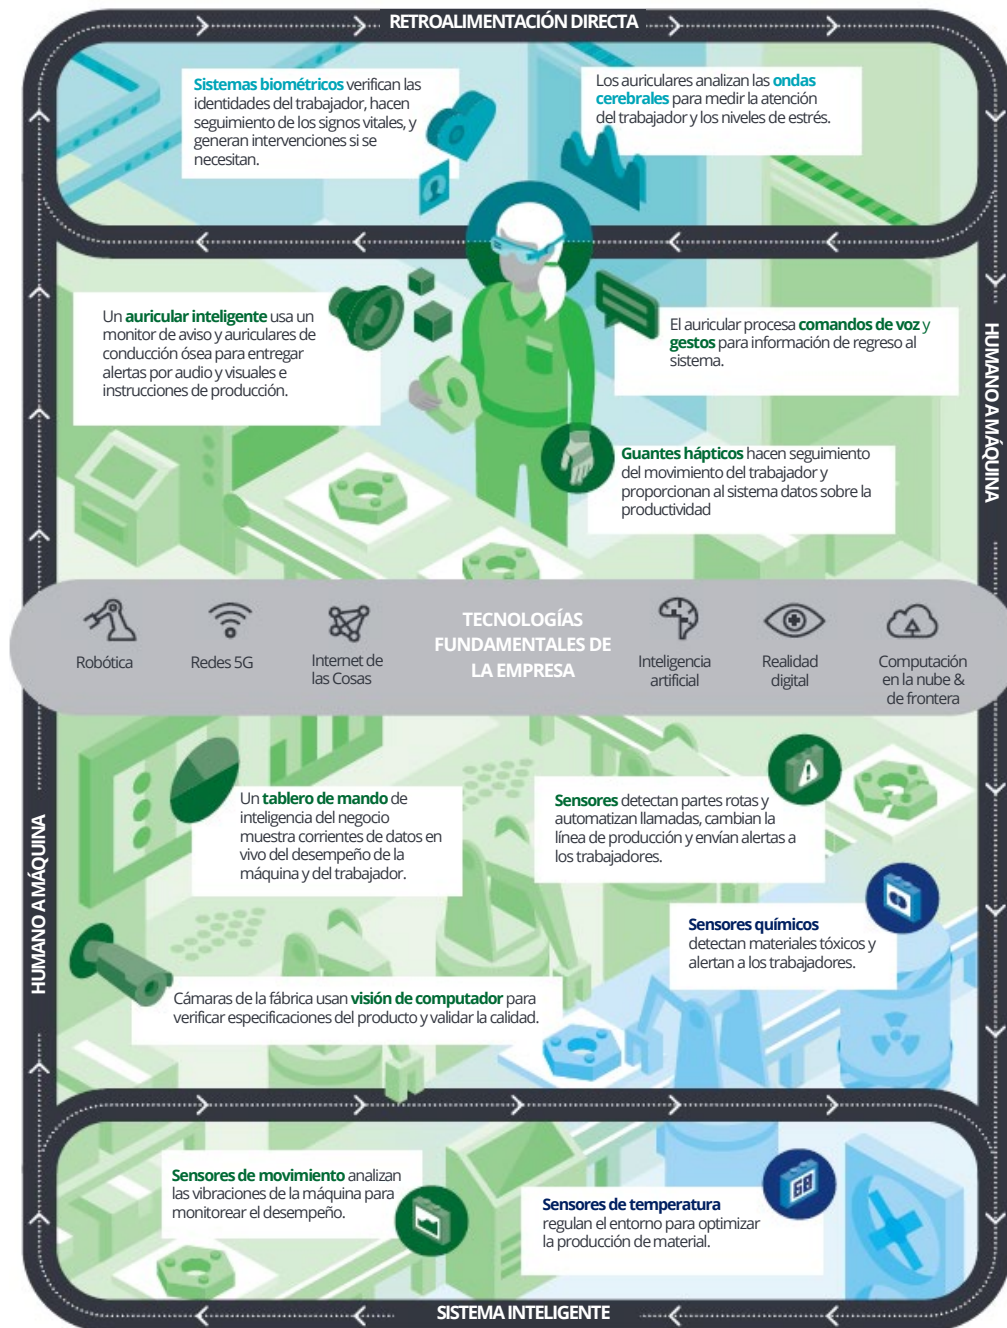 RETROALIMENTACIÓN DIRECTA
Sistemas biométricos verifican las
identidades del trabajador, hacen
seguimiento de los signos vitales, y
generan intervenciones si se
necesitan.
Los auriculares analizan las ondas
cerebrales para medir la atención
del trabajador y los niveles de estrés.
Un auricular inteligente usa un
monitor de aviso y auriculares de
conducción ósea para entregar
alertas por audio y visuales e
instrucciones de producción.
El auricular procesa comandos de voz y
gestos para información de regreso al
sistema.
HUMANO A MÁQUINA
Guantes hápticos hacen seguimiento
del movimiento del trabajador y
proporcionan al sistema datos sobre la
productividad
TECNOLOGÍAS
FUNDAMENTALES DE
LA EMPRESA
Robótica
Redes 5G
Internet de
las Cosas
Inteligencia
artificial
Realidad
digital
Computación
en la nube &
de frontera
Un tablero de mando de
inteligencia del negocio
muestra corrientes de datos en
vivo del desempeño de la
máquina y del trabajador.
Sensores detectan partes rotas y
automatizan llamadas, cambian la
línea de producción y envían alertas a
los trabajadores.
HUMANO A MÁQUINA
Sensores químicos
detectan materiales tóxicos y
alertan a los trabajadores.
Cámaras de la fábrica usan visión de computador para
verificar especificaciones del producto y validar la calidad.
Sensores de movimiento analizan
las vibraciones de la máquina para
monitorear el desempeño.
68
Sensores de temperatura
regulan el entorno para optimizar
la producción de material.
SISTEMA INTELIGENTE